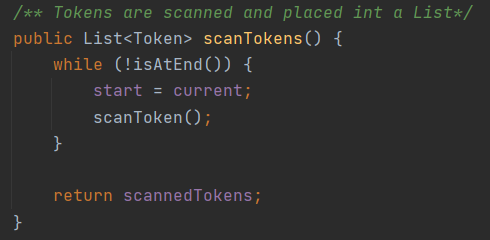 /** Tokens are scanned and placed int a List*/
public List<Token> scanTokens() {
    while (!isAtEnd()) {
        start = current;
        scanToken();
    }
    return scannedTokens;
}